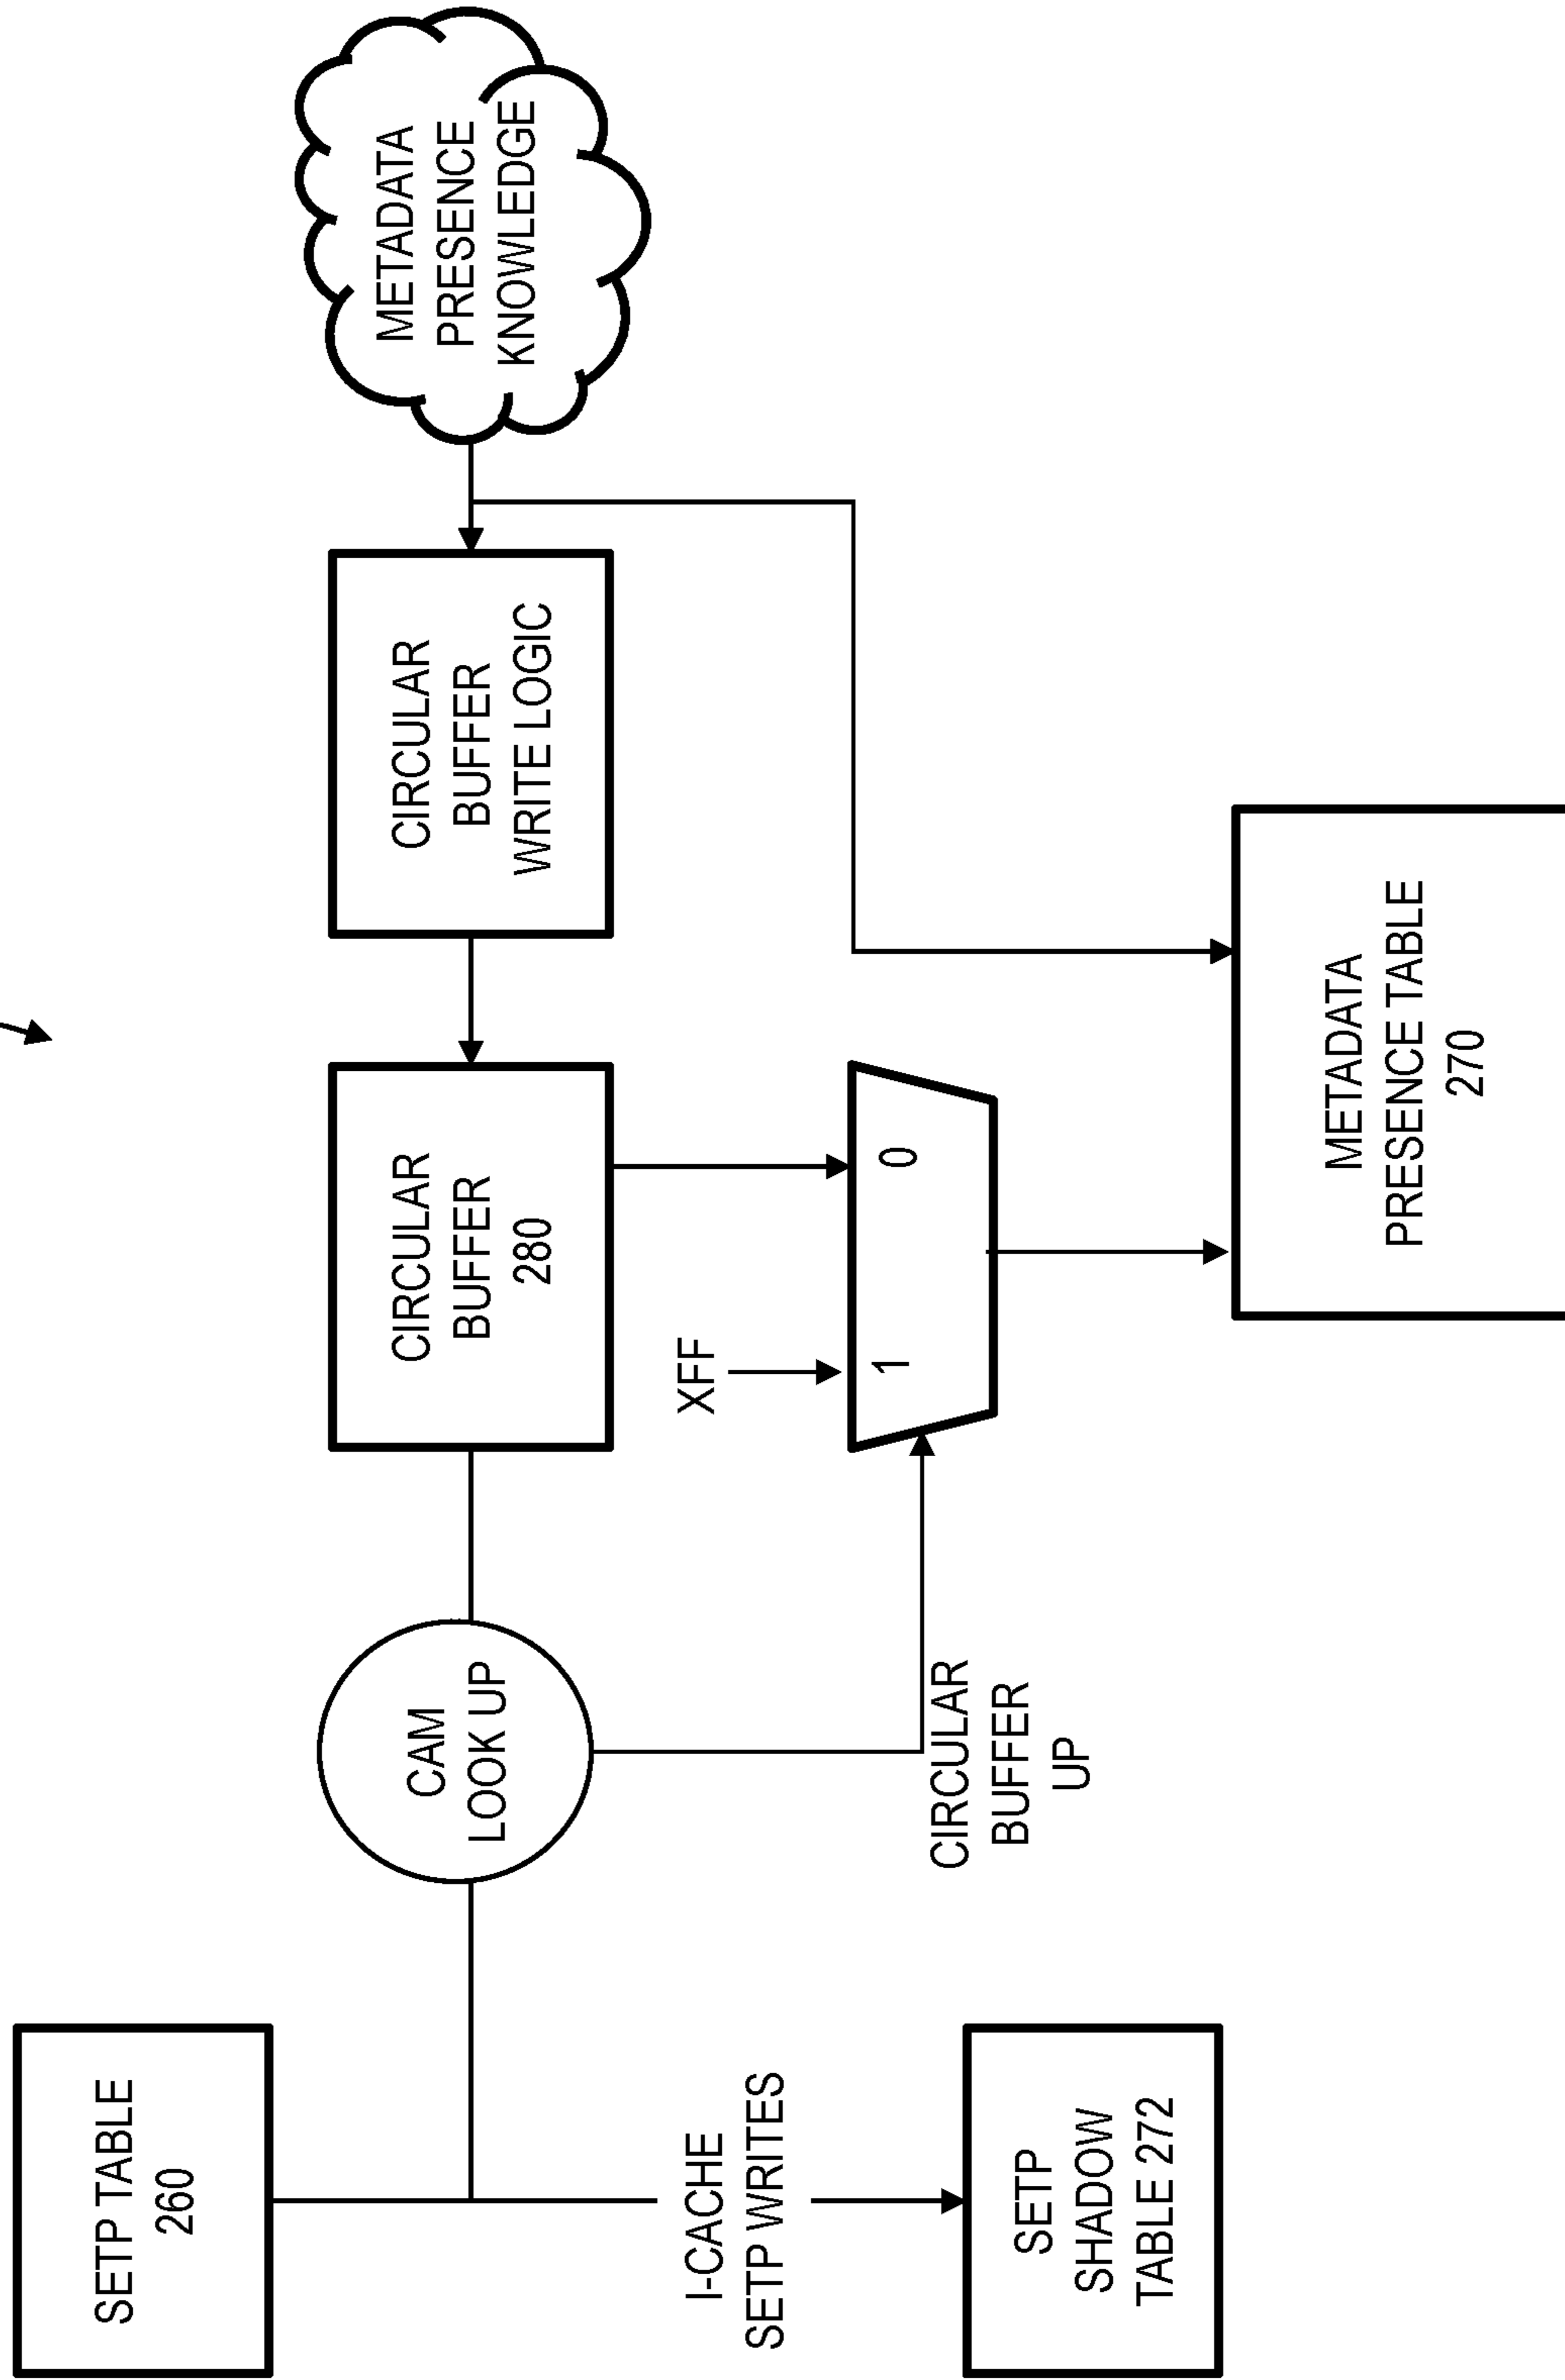 SETP TABLE
260
I-CACHE
SETP WRITES
SETP
SHADOW
TABLE 272
CAM
LOOK UP
CIRCULAR
BUFFER
UP
CIRCULAR
BUFFER
280
XFF
1
0
CIRCULAR
BUFFER
WRITE LOGIC
METADATA
PRESENCE TABLE
270
METADATA
PRESENCE
KNOWLEDGE